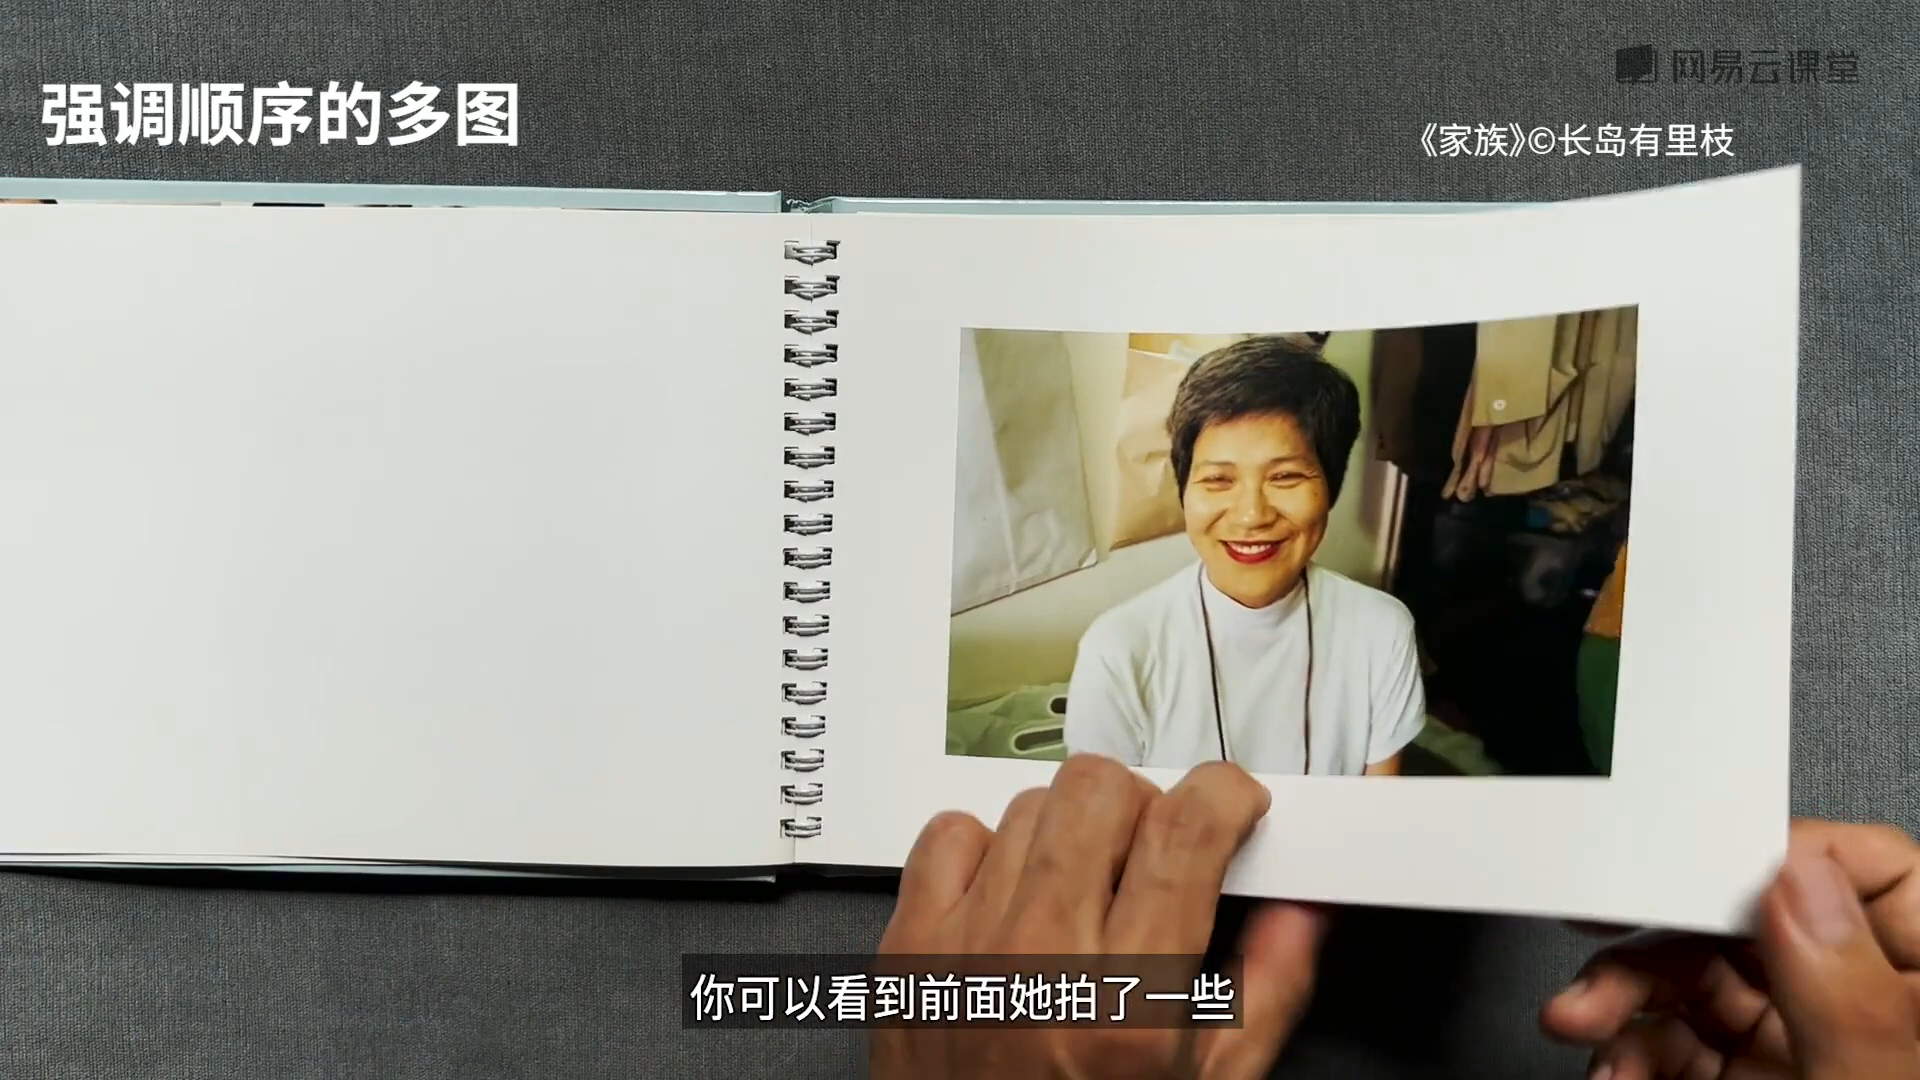 网易云课堂
强调顺序的多图
《家族》©长岛有里枝
你可以看到前面她拍了一些